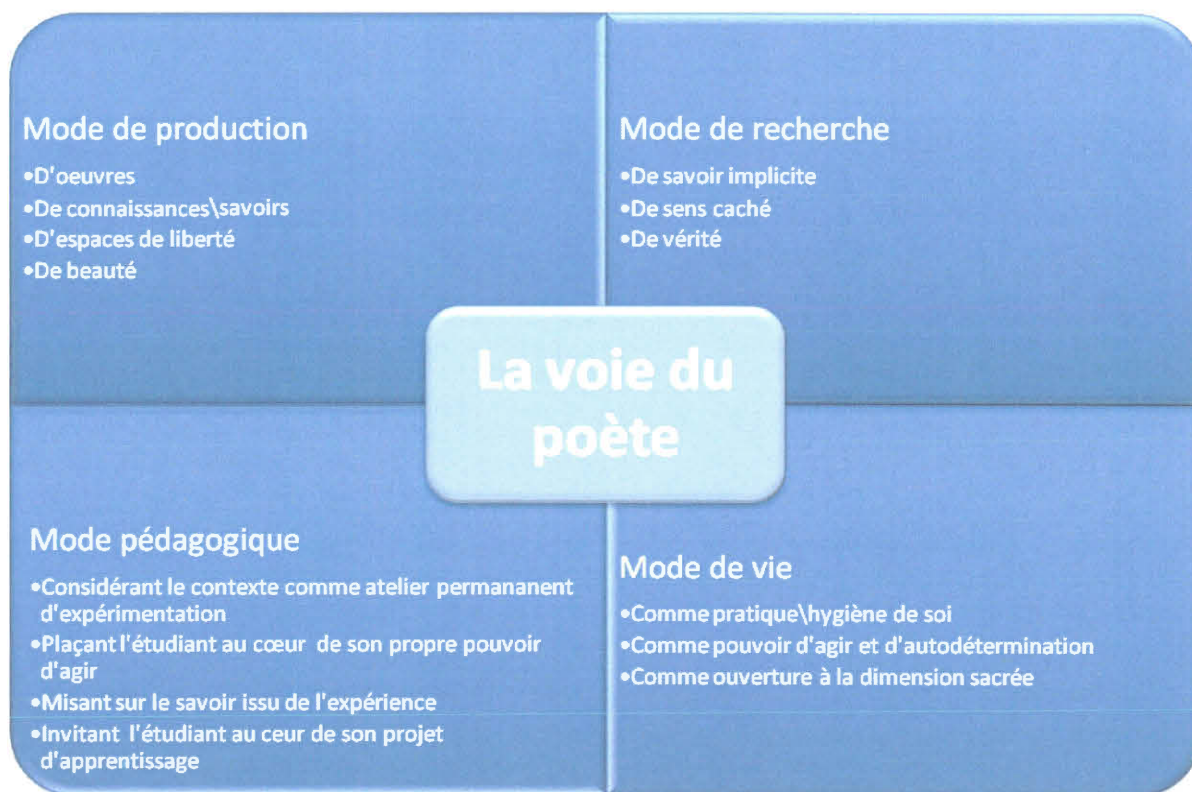 Mode de production
•D'oeuvres
•De connaissances\savoirs
•D'espaces de liberté
•De beauté
Mode de recherche
•De savoir implicite
•De sens caché
•De vérité
La voie du
poète
Mode pédagogique
•Considérant le contexte comme atelier permananent
d'expérimentation
•Plaçant l'étudiant au cœur de son propre pouvoir
d'agir
•Misant sur le savoir issu de l'expérience
•Invitant l'étudiant au ceur de son projet
d'apprentissage
Mode de vie
•Comme pratique\hygiène de soi
•Comme pouvoir d'agir et d'autodétermination
•Comme ouverture à la dimension sacrée